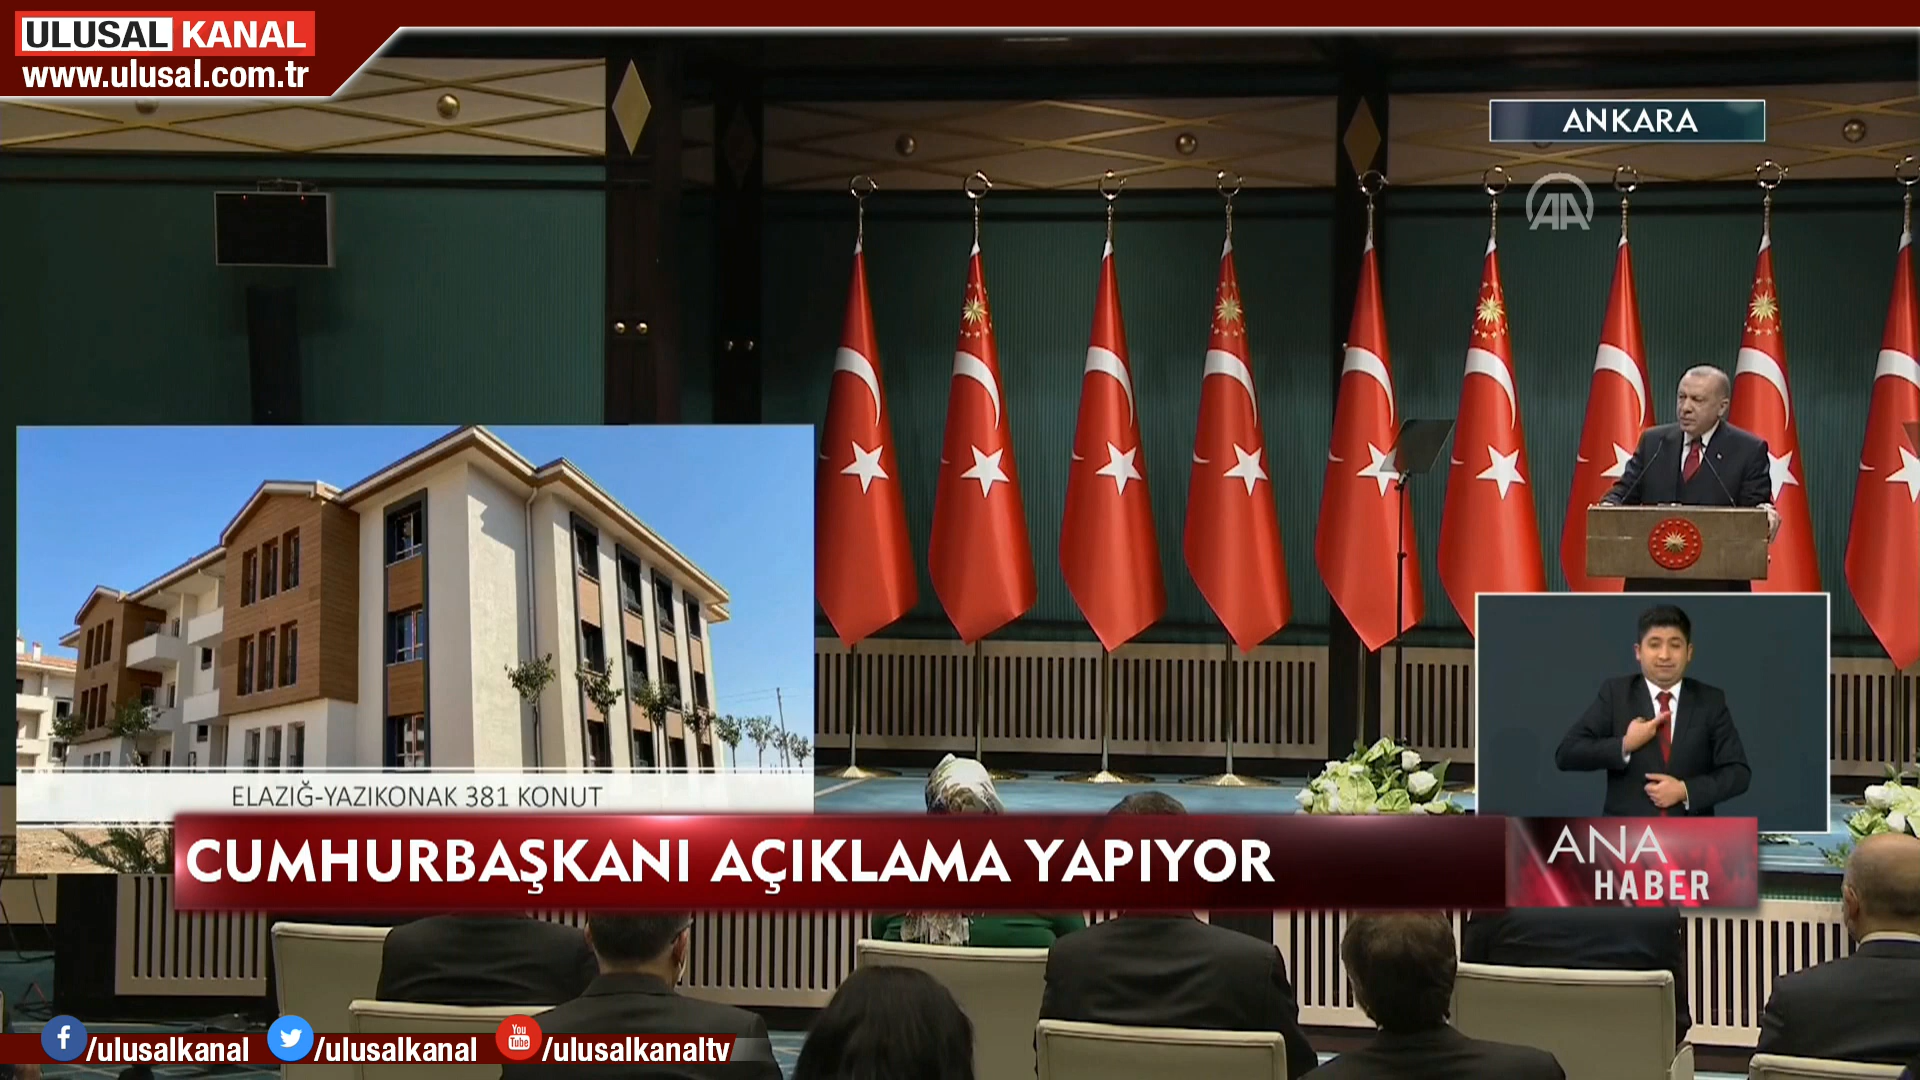 ULUSAL KANAL
www.ulusal.com.tr
ANKARA
AA
ELAZIĞ-YAZIKONAK 381 KONUT
CUMHURBAŞKANI AÇIKLAMA YAPIYOR
ANA
HABER
/ulusalkanal
/ulusalkanal
You
Tube
/ulusalkanaltv